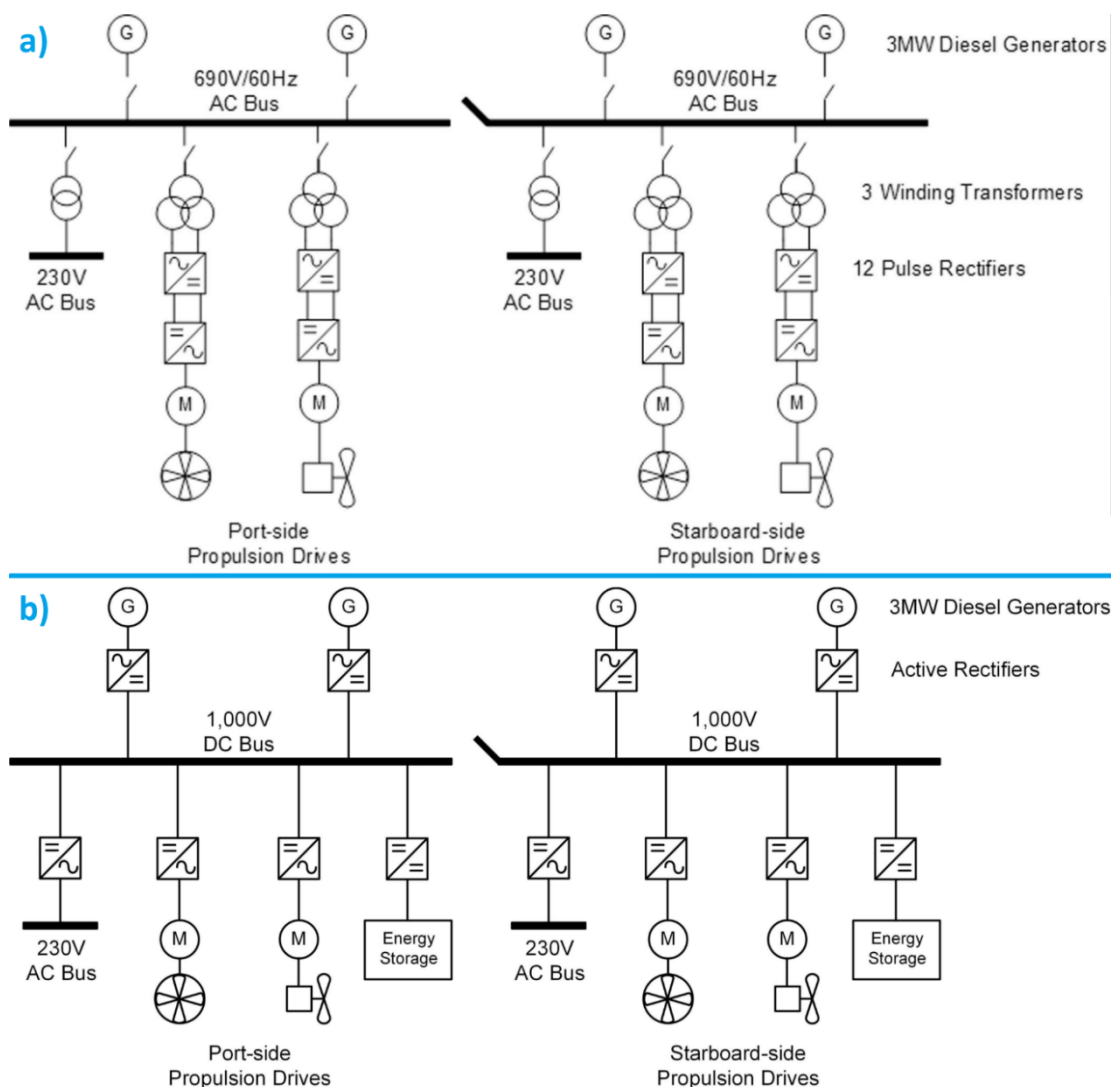 a)
G
G
G
G
3MW Diesel Generators
690V/60Hz
AC Bus
690V/60Hz
AC Bus
3 Winding Transformers
230V
AC Bus
230V
AC Bus
12 Pulse Rectifiers
M
M
M
M
Port-side
Propulsion Drives
Starboard-side
Propulsion Drives
b)
G
G
G
G
3MW Diesel Generators
Active Rectifiers
1,000V
DC Bus
1,000V
DC Bus
230V
AC Bus
M
M
Energy
Storage
230V
AC Bus
M
M
Energy
Storage
Port-side
Propulsion Drives
Starboard-side
Propulsion Drives